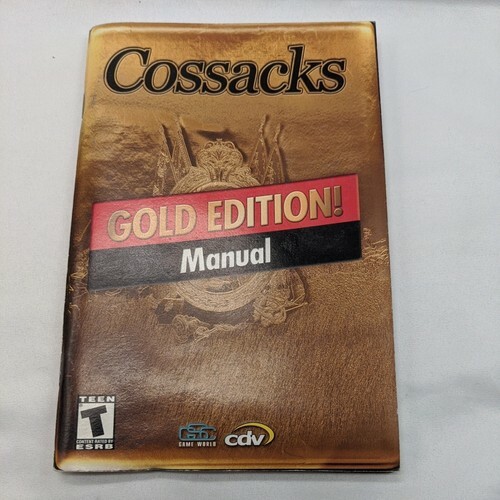 Cossacks
GOLD EDITION!
Manual
TEEN
T
CONTENT RATED BY
ESRB
GAME WORLD
cdv